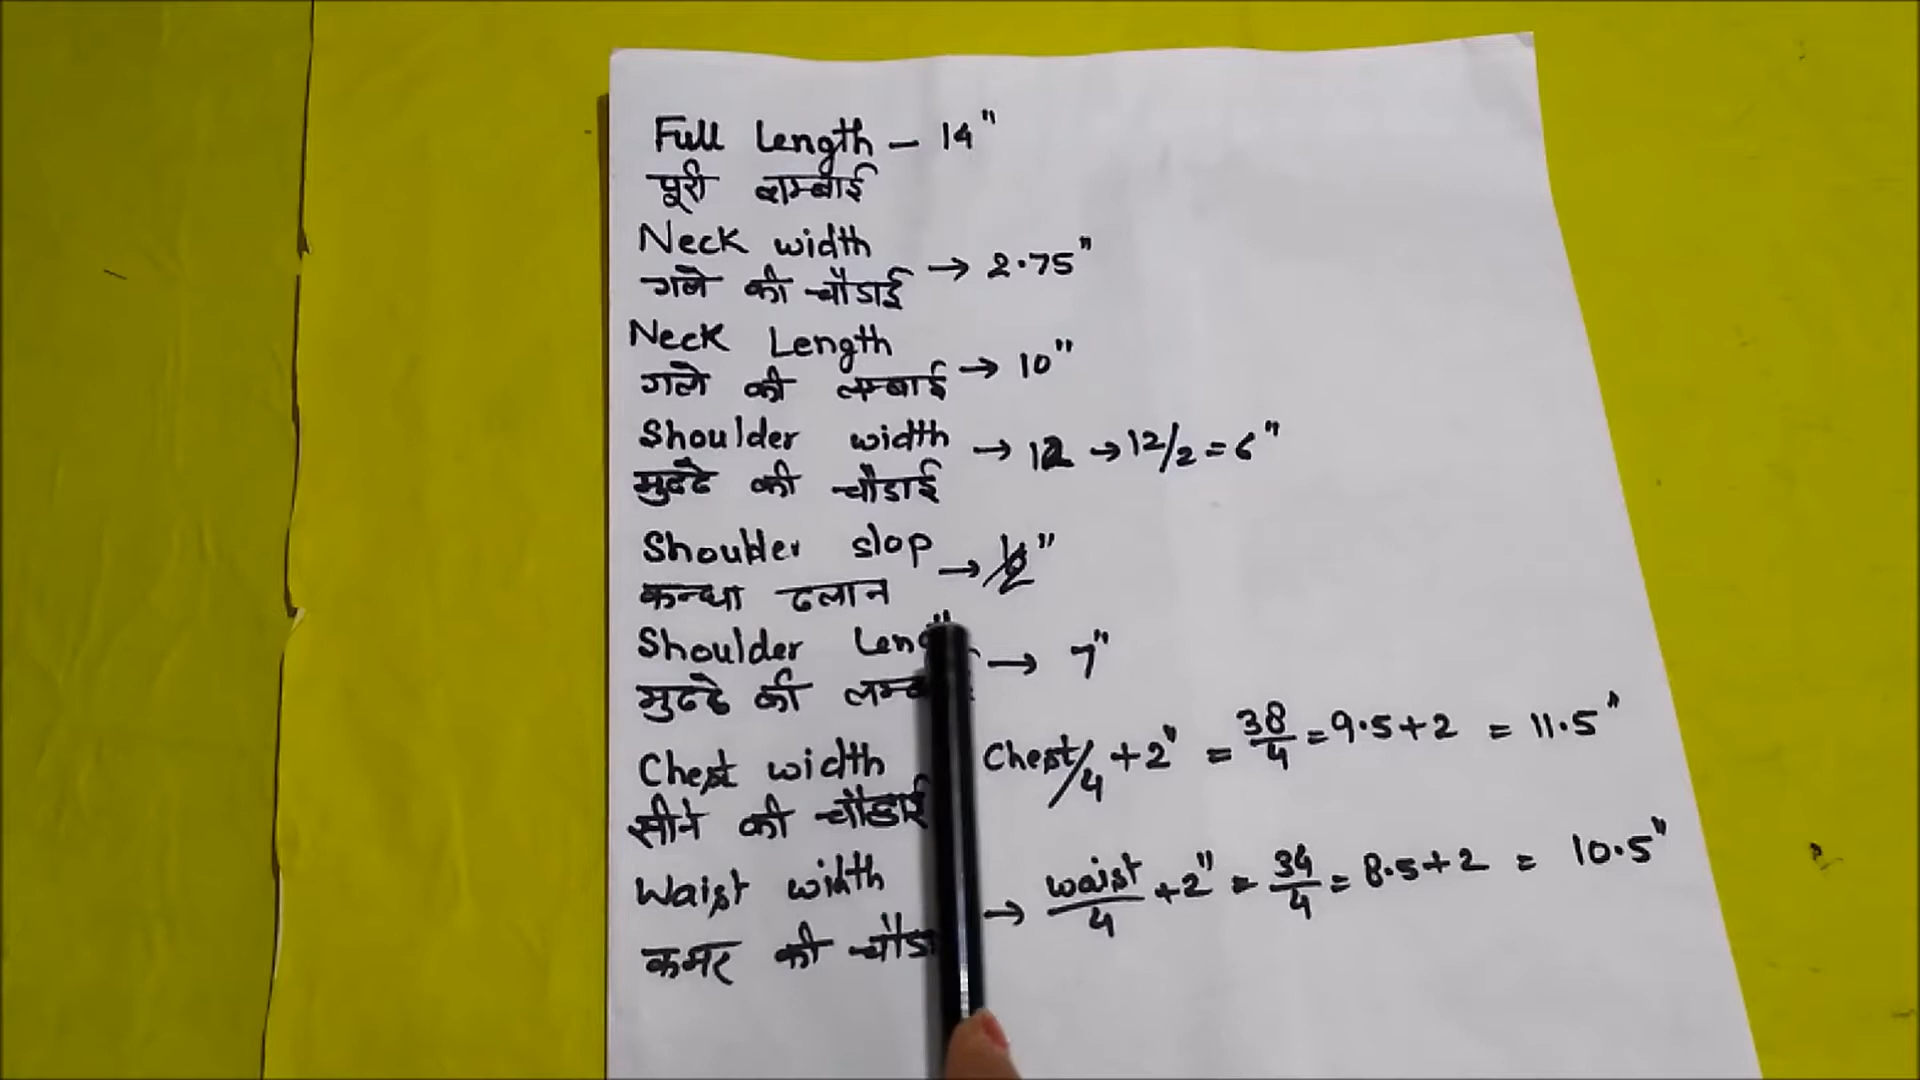 Full Length - 14"
पूरी लम्बाई
Neck width
गले की चौडाई → 2.75"
Neck Length
गले की लम्बाई → 10"
Shoulder width → 12 → 12/2 = 6"
मुढढे की चौडाई
Shoulder slop
कन्धा ढलान →
Shoulder
मुढढे की → 7"
Chest width Chest/4 + 2" = 38/4 = 9.5 + 2 = 11.5"
सीने की चौडाई
Waist width → waist/4 + 2" = 34/4 = 8.5 + 2 = 10.5"
कमर की